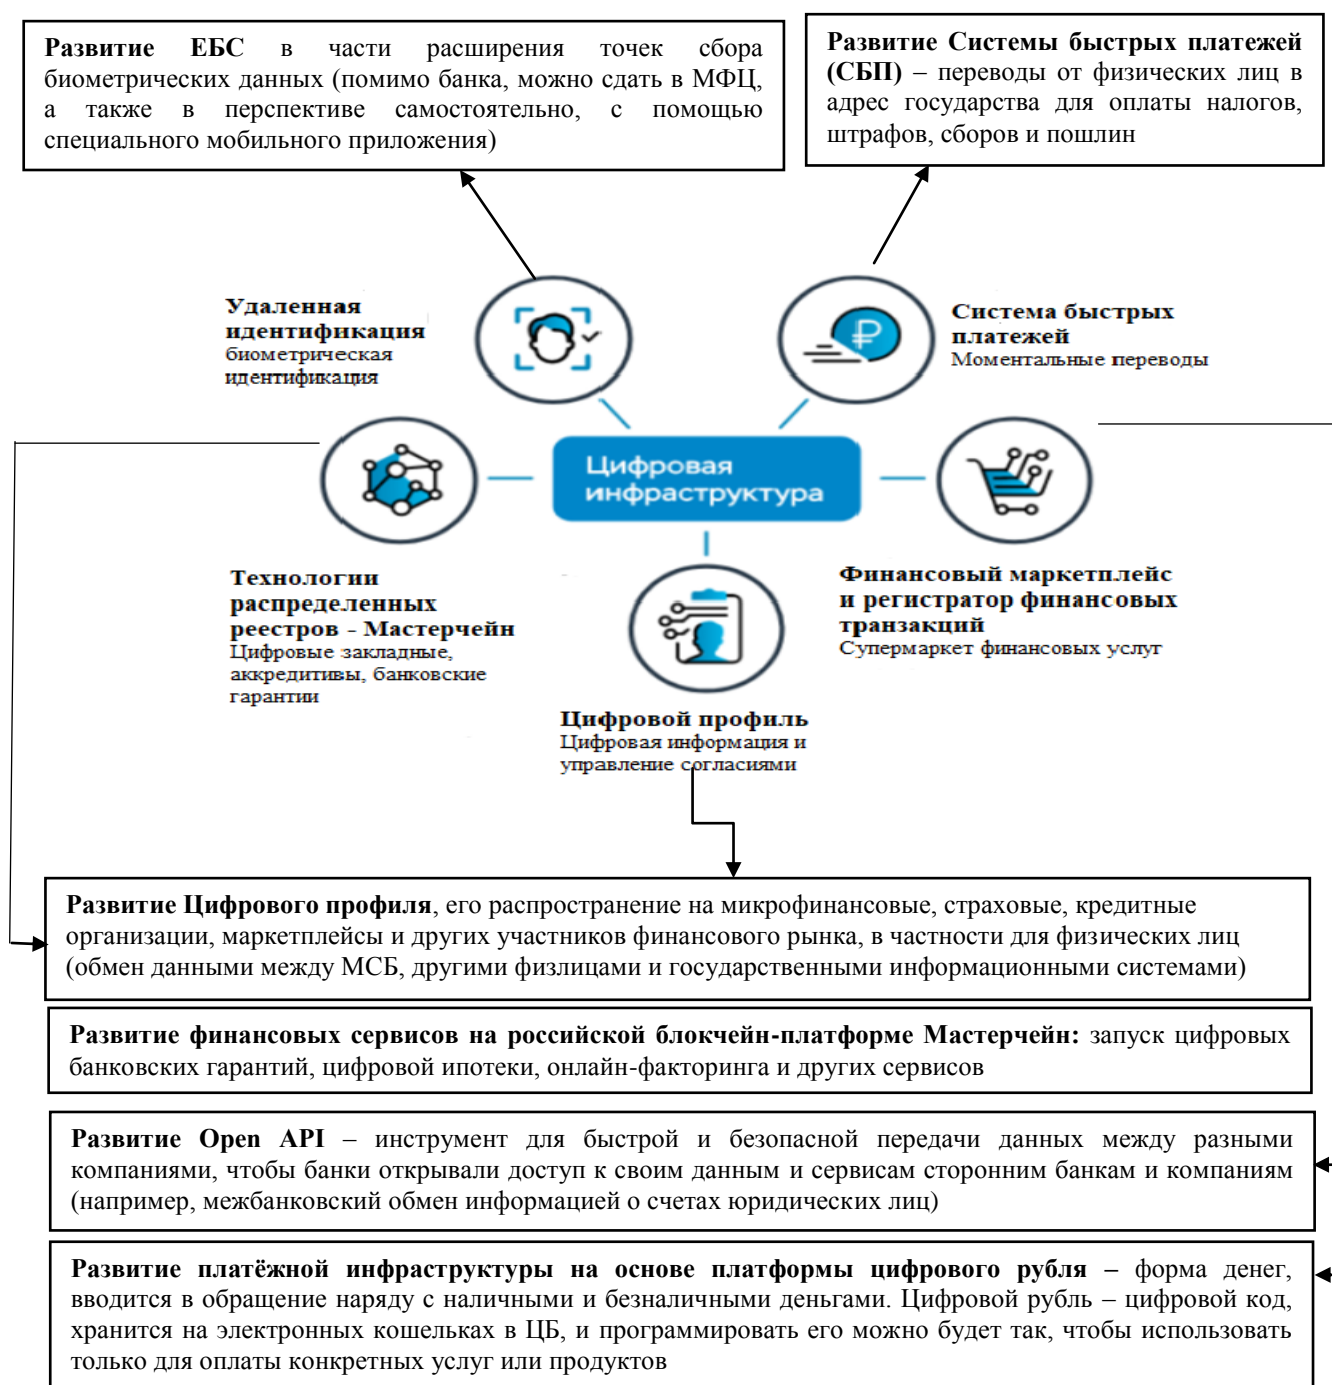 Развитие ЕБС в части расширения точек сбора
биометрических данных (помимо банка, можно сдать в МФЦ,
а также в перспективе самостоятельно, с помощью
специального мобильного приложения)
Развитие Системы быстрых платежей
(СБП) – переводы от физических лиц в
адрес государства для оплаты налогов,
штрафов, сборов и пошлин
Удаленная
идентификация
биометрическая
идентификация
Система быстрых
платежей
Моментальные переводы
Цифровая
инфраструктура
Технологии
распределенных
реестров - Мастерчейн
Цифровые закладные,
аккредитивы, банковские
гарантии
Финансовый маркетплейс
и регистратор финансовых
транзакций
Супермаркет финансовых услуг
Цифровой профиль
Цифровая информация и
управление согласиями
Развитие Цифрового профиля, его распространение на микрофинансовые, страховые, кредитные
организации, маркетплейсы и других участников финансового рынка, в частности для физических лиц
(обмен данными между МСБ, другими физлицами и государственными информационными системами)
Развитие финансовых сервисов на российской блокчейн-платформе Мастерчейн: запуск цифровых
банковских гарантий, цифровой ипотеки, онлайн-факторинга и других сервисов
Развитие Open API – инструмент для быстрой и безопасной передачи данных между разными
компаниями, чтобы банки открывали доступ к своим данным и сервисам сторонним банкам и компаниям
(например, межбанковский обмен информацией о счетах юридических лиц)
Развитие платёжной инфраструктуры на основе платформы цифрового рубля – форма денег,
вводится в обращение наряду с наличными и безналичными деньгами. Цифровой рубль – цифровой код,
хранится на электронных кошельках в ЦБ, и программировать его можно будет так, чтобы использовать
только для оплаты конкретных услуг или продуктов